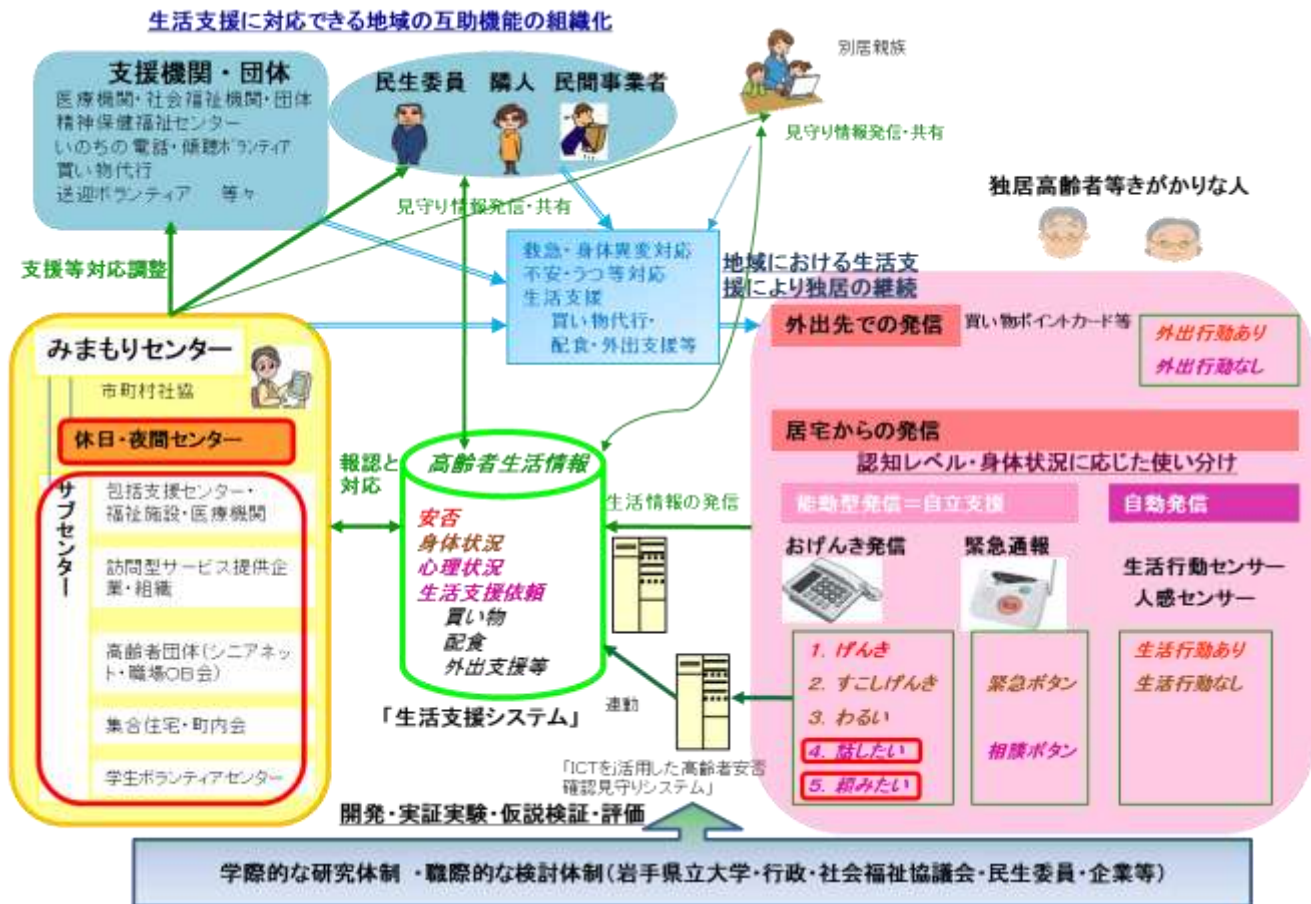 生活支援に対応できる地域の互助機能の組織化
支援機関・団体
医療機関・社会福祉機関・団体
精神保健福祉センター
いのちの電話・傾聴ボランティア
買い物代行
送迎ボランティア 等々
民生委員 隣人 民間事業者
別居親族
見守り情報発信・共有
見守り情報発信・共有
独居高齢者等きがかりな人
支援等対応調整
救急・身体異変対応
不安・うつ等対応
生活支援
買い物代行・
配食・外出支援等
地域における生活支
援により独居の継続
みまもりセンター
市町村社協
休日・夜間センター
サブセンター
包括支援センター・
福祉施設・医療機関
訪問型サービス提供企
業・組織
高齢者団体(シニアネッ
ト・職場OB会)
集合住宅・町内会
学生ボランティアセンター
報認と
対応
高齢者生活情報
安否
身体状況
心理状況
生活支援依頼
買い物
配食
外出支援等
「生活支援システム」
生活情報の発信
連動
「ICTを」活用した高齢者安否
確認見守りシステム」
外出先での発信
買い物ポイントカード等
外出行動あり
外出行動なし
居宅からの発信
認知レベル・身体状況に応じた使い分け
能動型発信=自立支援
自動発信
おげんき発信
緊急通報
生活行動センサー
人感センサー
1. げんき
2. すこしげんき
3. わるい
4. 話したい
5. 頼みたい
緊急ボタン
相談ボタン
生活行動あり
生活行動なし
開発・実証実験・仮説検証・評価
学際的な研究体制 ・職際的な検討体制(岩手県立大学・行政・社会福祉協議会・民生委員・企業等)